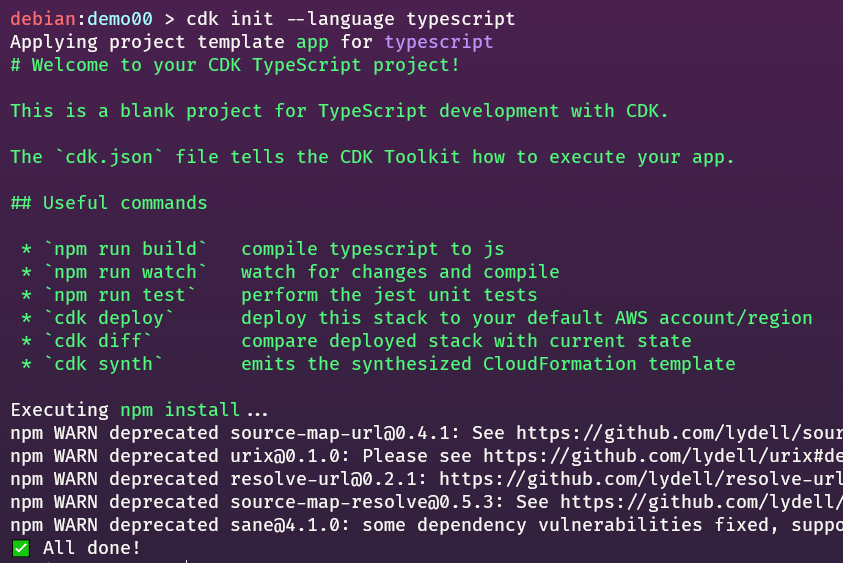 debian:demo00 > cdk init --language typescript
Applying project template app for typescript
# Welcome to your CDK TypeScript project!
This is a blank project for TypeScript development with CDK.
The `cdk.json` file tells the CDK Toolkit how to execute your app.
## Useful commands
* `npm run build`   compile typescript to js
* `npm run watch`   watch for changes and compile
* `npm run test`    perform the jest unit tests
* `cdk deploy`      deploy this stack to your default AWS account/region
* `cdk diff`        compare deployed stack with current state
* `cdk synth`       emits the synthesized CloudFormation template
Executing npm install...
npm WARN deprecated source-map-url@0.4.1: See https://github.com/lydell/sour
npm WARN deprecated urix@0.1.0: Please see https://github.com/lydell/urix#de
npm WARN deprecated resolve-url@0.2.1: https://github.com/lydell/resolve-url
npm WARN deprecated source-map-resolve@0.5.3: See https://github.com/lydell/
npm WARN deprecated sane@4.1.0: some dependency vulnerabilities fixed, suppo
✅ All done!